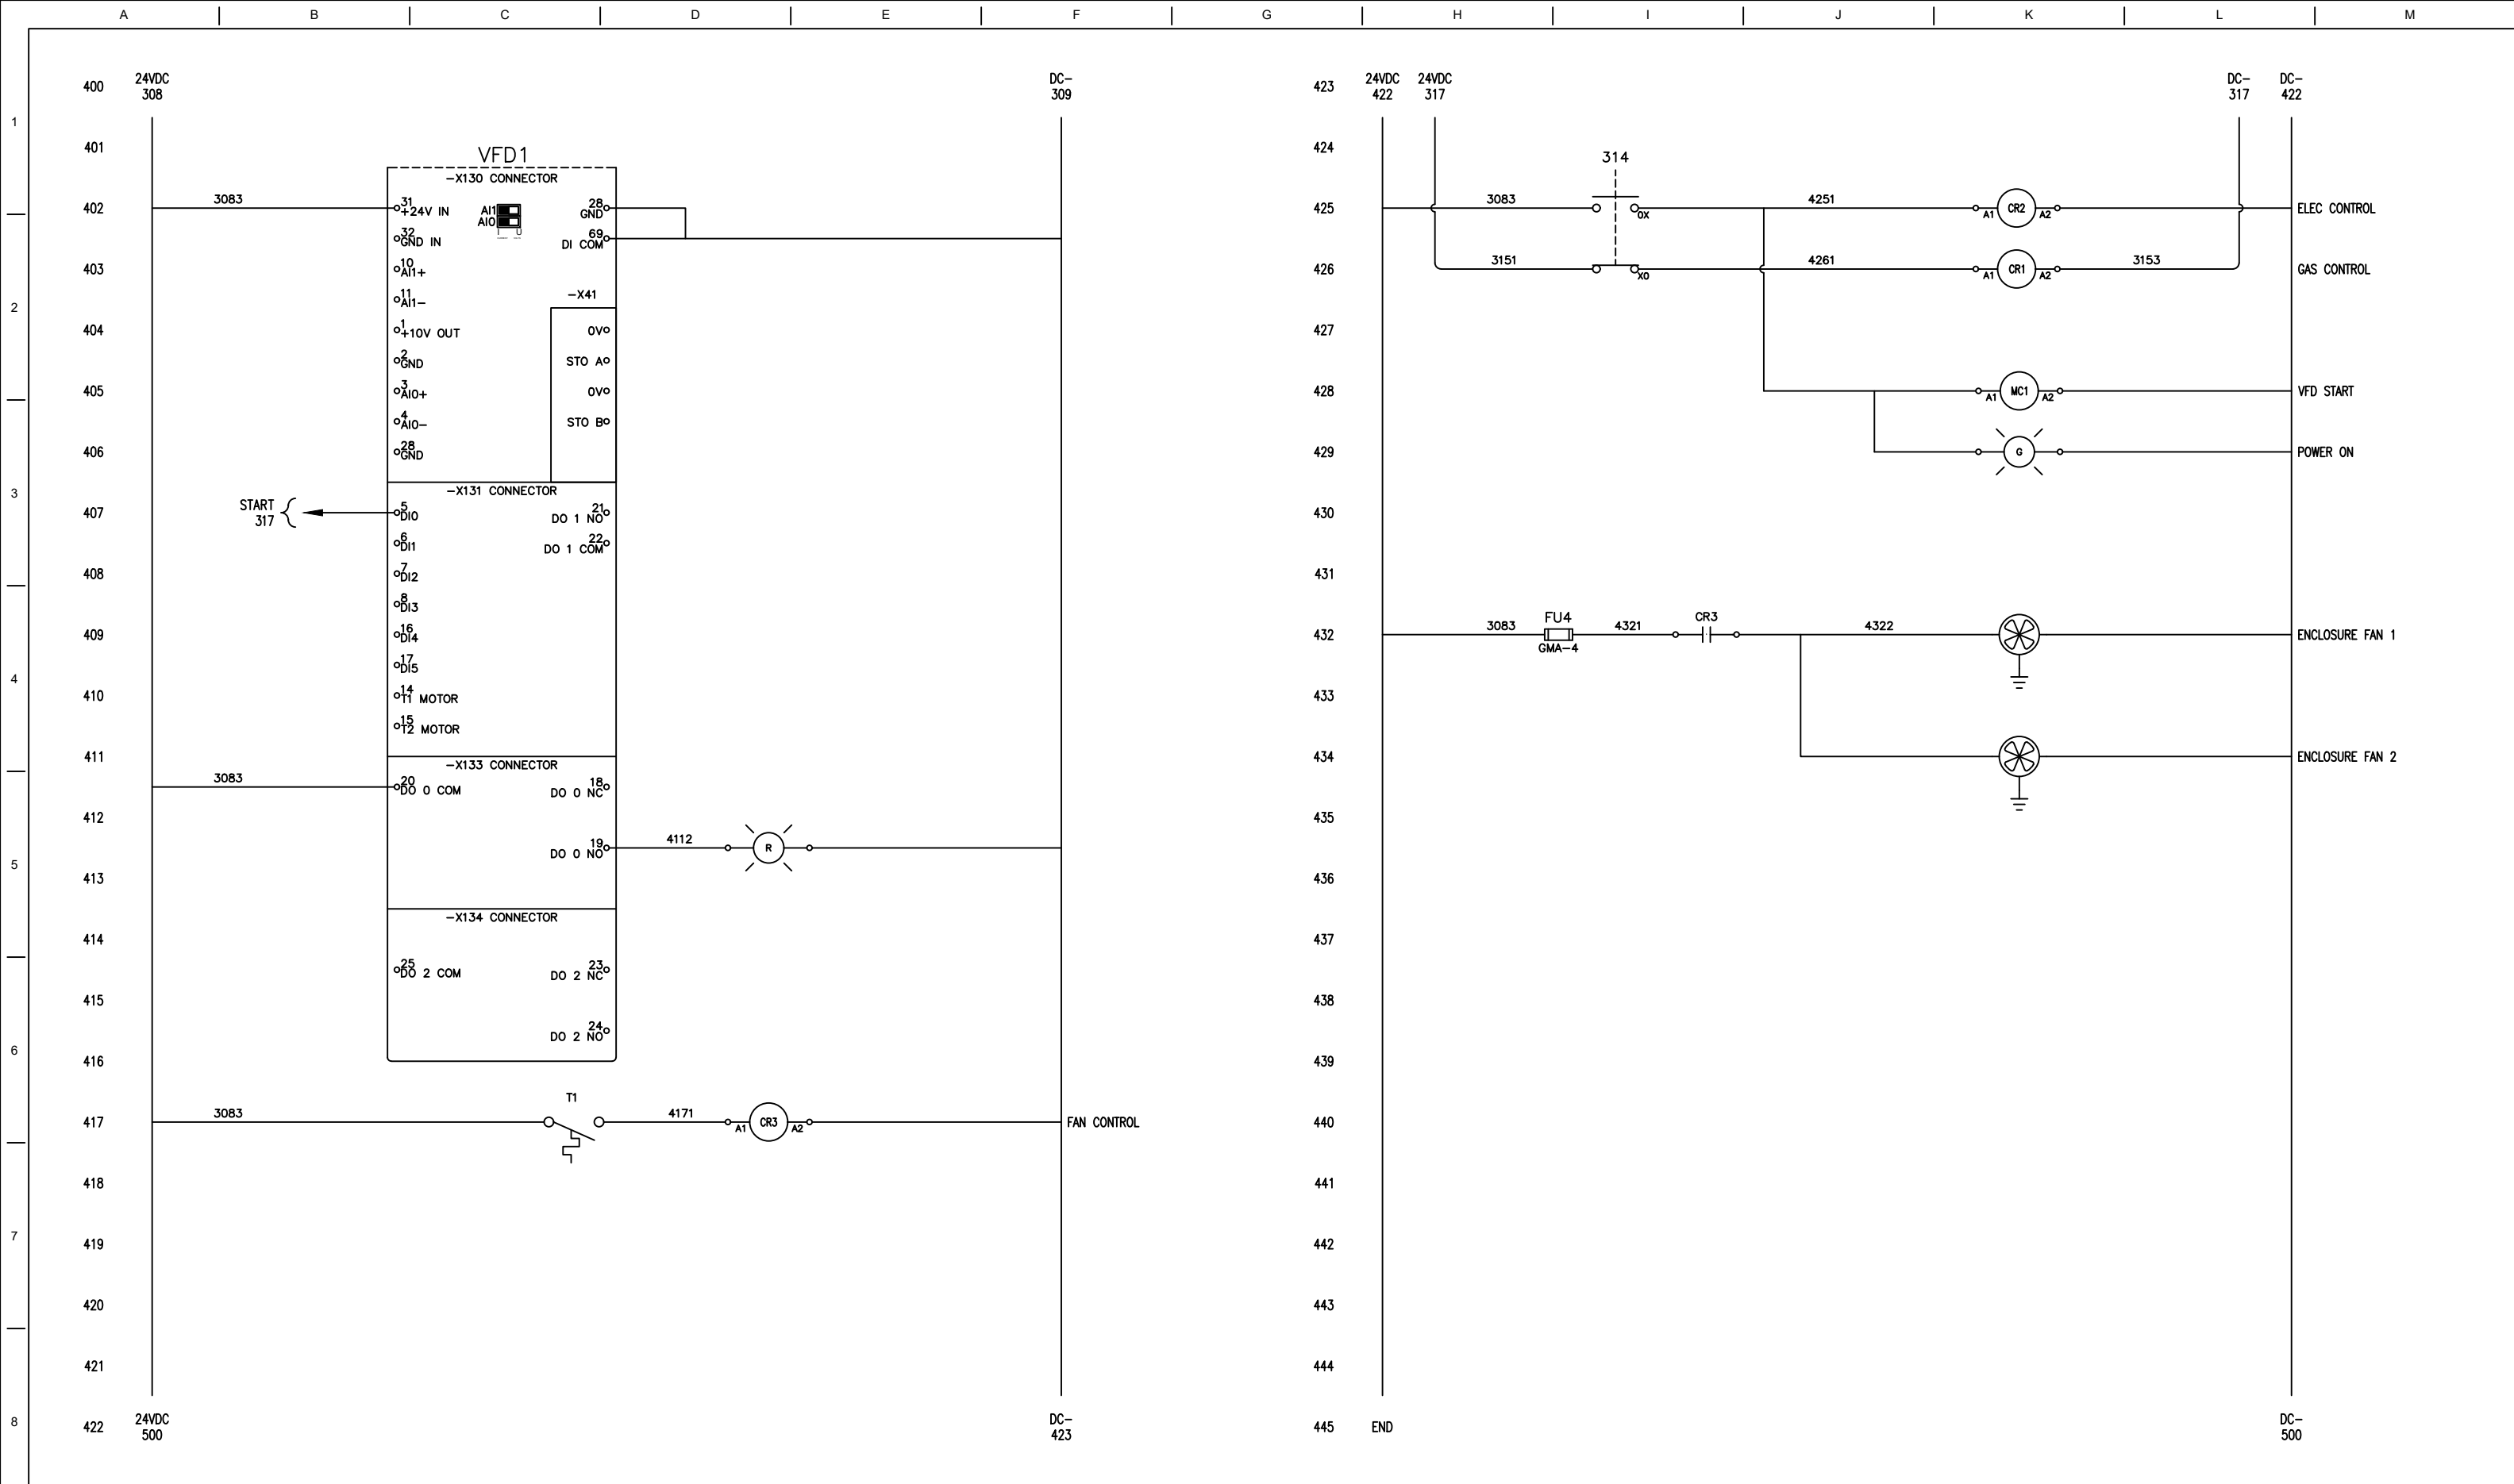 A B C D E F G H I J K L M
1
2
3
4
5
6
7
8
400 24VDC DC-
308 309
401
VFD1
-X130 CONNECTOR
402 3083 31 +24V IN AI1 28 GND
AI0
I U
32 GND IN 69 DI COM
403 10 AI1+
11 AI1-
-X41
404 1 +10V OUT 0V
2 GND STO A
405 3 AI0+ 0V
4 AI0- STO B
406 28 GND
-X131 CONNECTOR
407 START 5 DI0 21 DO 1 NO
317
6 DI1 22 DO 1 COM
408 7 DI2
8 DI3
409 16 DI4
17 DI5
410 14 T1 MOTOR
15 T2 MOTOR
411
-X133 CONNECTOR
3083 20 DO 0 COM 18 DO 0 NC
412
19 DO 0 NO 4112 R
413
-X134 CONNECTOR
414
25 DO 2 COM 23 DO 2 NC
415
24 DO 2 NO
416
T1
417 3083 4171 A1 CR3 A2 FAN CONTROL
418
419
420
421
422 24VDC DC-
500 423
423 24VDC 24VDC DC- DC-
422 317 317 422
424
314
425 3083 OX 4251 A1 CR2 A2 ELEC CONTROL
426 3151 XO 4261 A1 CR1 A2 3153 GAS CONTROL
427
428 A1 MC1 A2 VFD START
429 G POWER ON
430
431
FU4 CR3
432 3083 4321 4322 ENCLOSURE FAN 1
GMA-4
433
434 ENCLOSURE FAN 2
435
436
437
438
439
440
441
442
443
444
445 END DC-
500